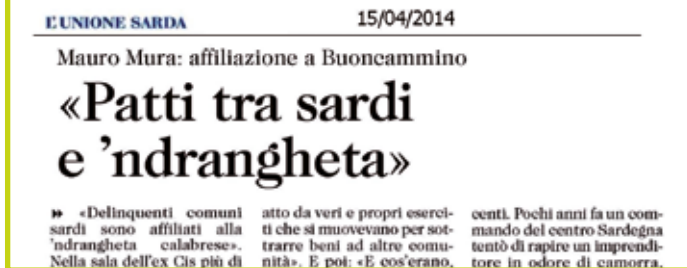 L'UNIONE SARDA
15/04/2014
Mauro Mura: affiliazione a Buoncammino
«Patti tra sardi
e 'ndrangheta»
«Delinquenti comuni
sardi sono affiliati alla
'ndrangheta calabrese».
Nella sala dell'ex Cis più di
atto da veri e propri eserci-
ti che si muovevano per sot-
trarre beni ad altre comu-
nità». E poi: «E cos'erano,
centi. Pochi anni fa un com-
mando del centro Sardegna
tentò di rapire un imprendi-
tore in odore di camorra,